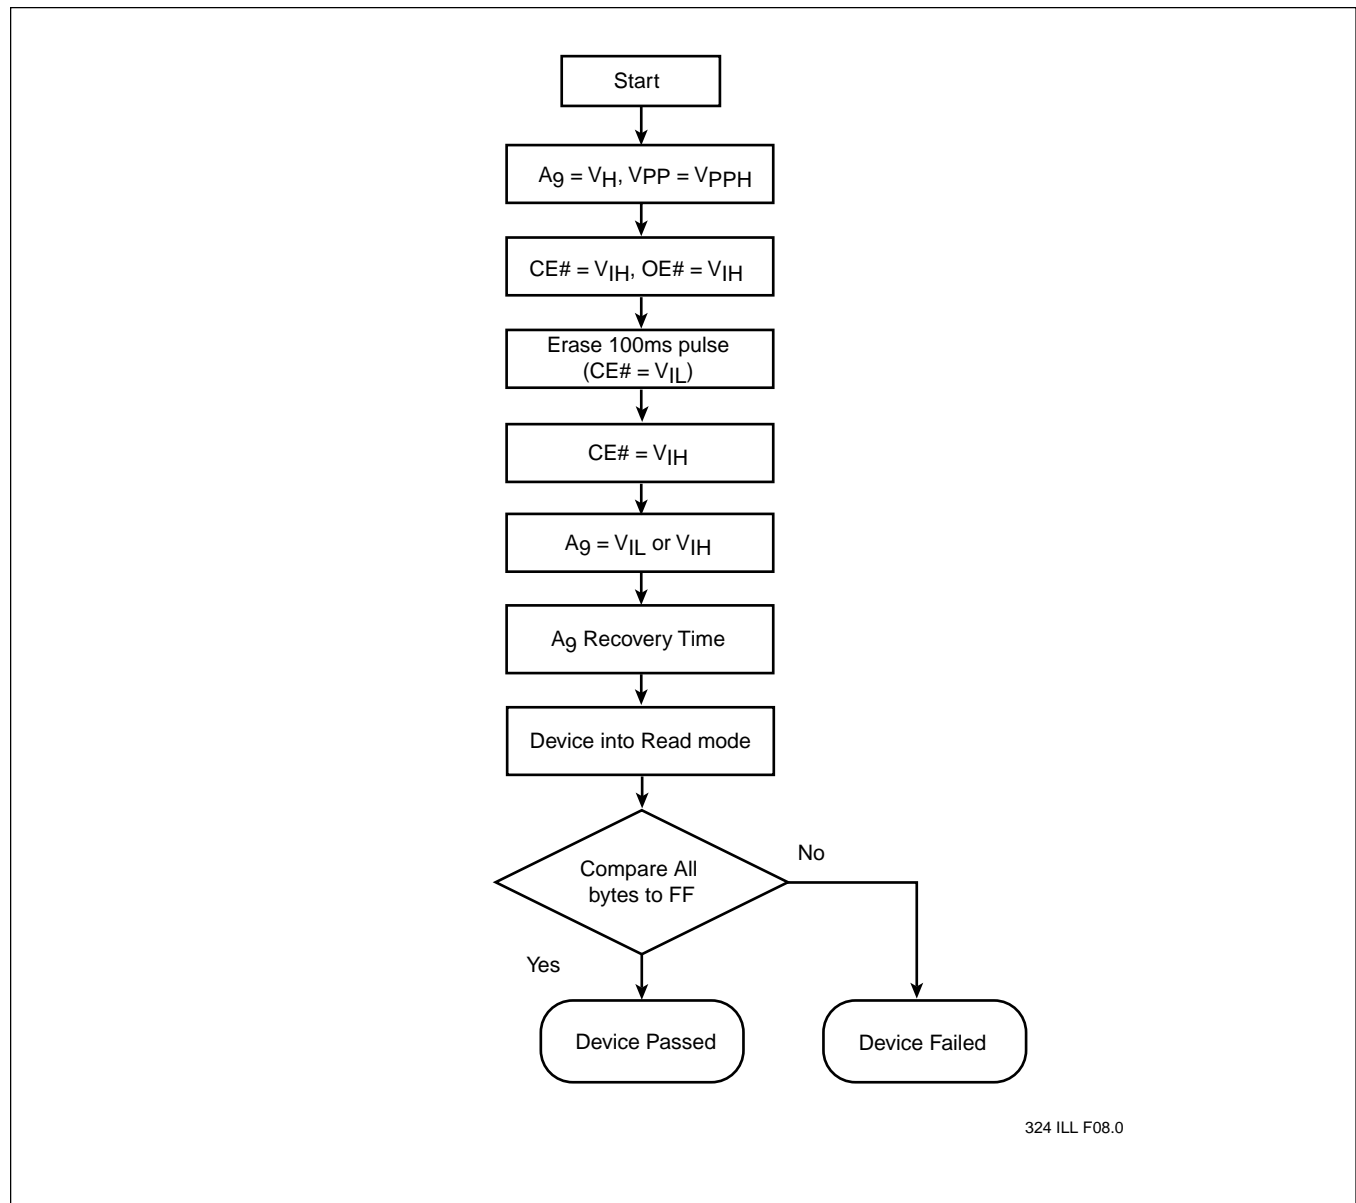 Start
A9 = VH, VPP = VPPH
CE# = VIH, OE# = VIH
Erase 100ms pulse
(CE# = VIL)
CE# = VIH
A9 = VIL or VIH
A9 Recovery Time
Device into Read mode
Compare All
bytes to FF
No
Yes
Device Passed
Device Failed
324 ILL F08.0